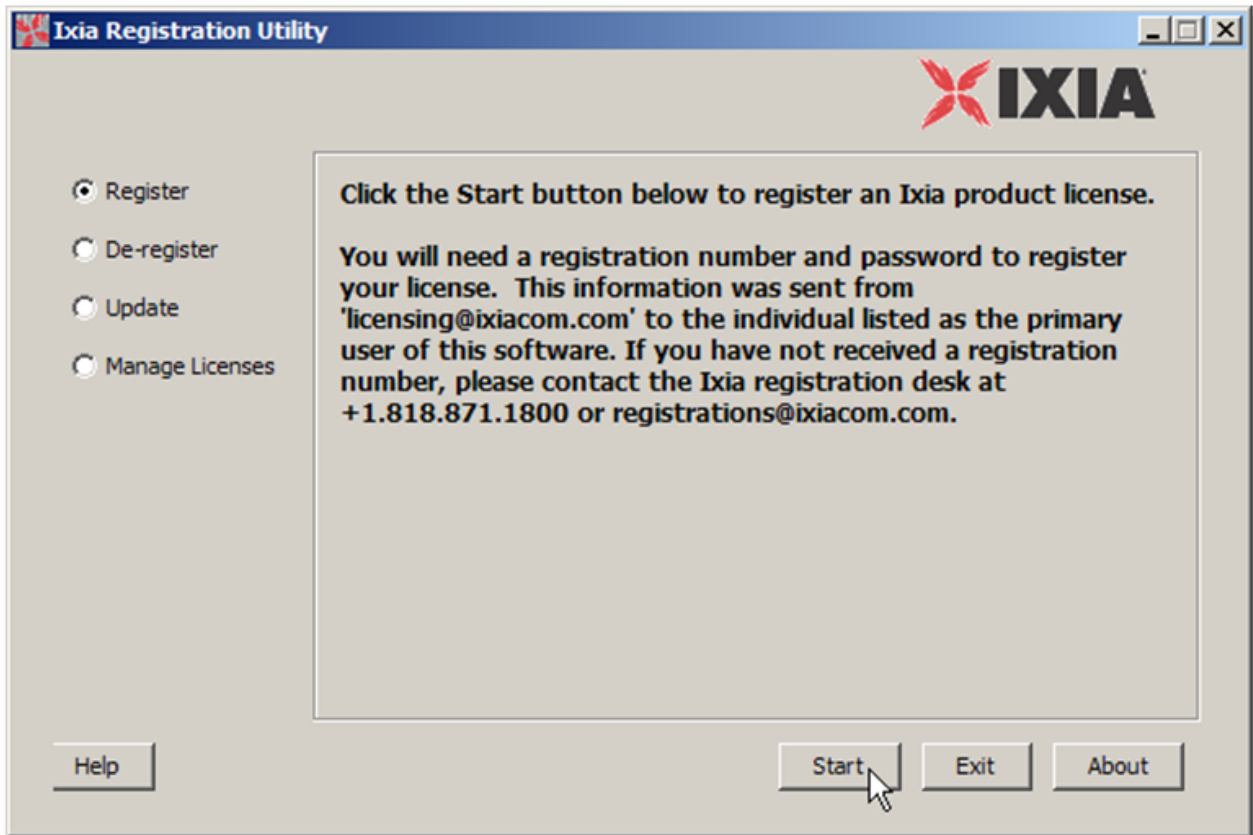 Ixia Registration Utility
IXIA
Register
De-register
Update
Manage Licenses
Click the Start button below to register an Ixia product license.
You will need a registration number and password to register
your license.  This information was sent from
'licensing@ixiacom.com' to the individual listed as the primary
user of this software. If you have not received a registration
number, please contact the Ixia registration desk at
+1.818.871.1800 or registrations@ixiacom.com.
Help
Start
Exit
About